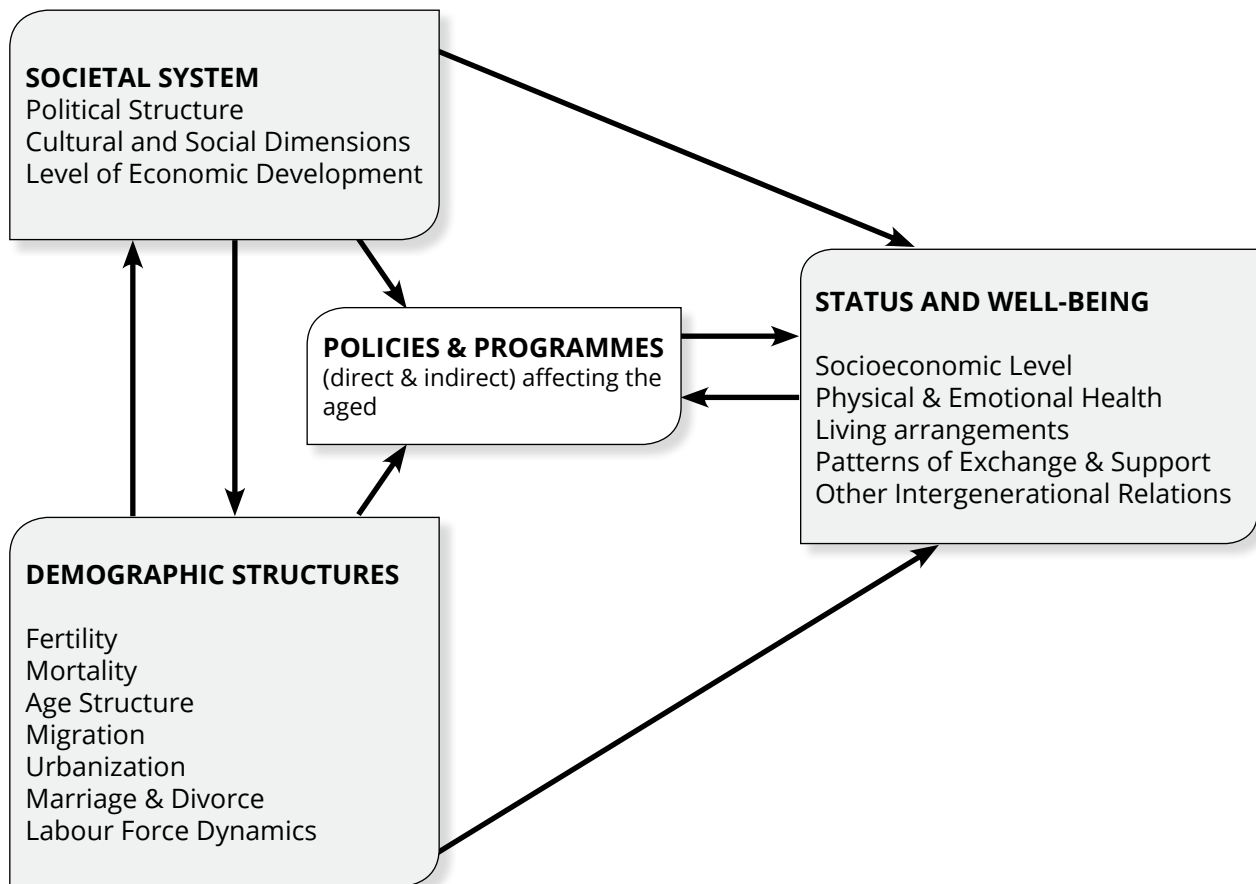 SOCIETAL SYSTEM
Political Structure
Cultural and Social Dimensions
Level of Economic Development
POLICIES & PROGRAMMES
(direct & indirect) affecting the
aged
STATUS AND WELL-BEING
Socioeconomic Level
Physical & Emotional Health
Living arrangements
Patterns of Exchange & Support
Other Intergenerational Relations
DEMOGRAPHIC STRUCTURES
Fertility
Mortality
Age Structure
Migration
Urbanization
Marriage & Divorce
Labour Force Dynamics